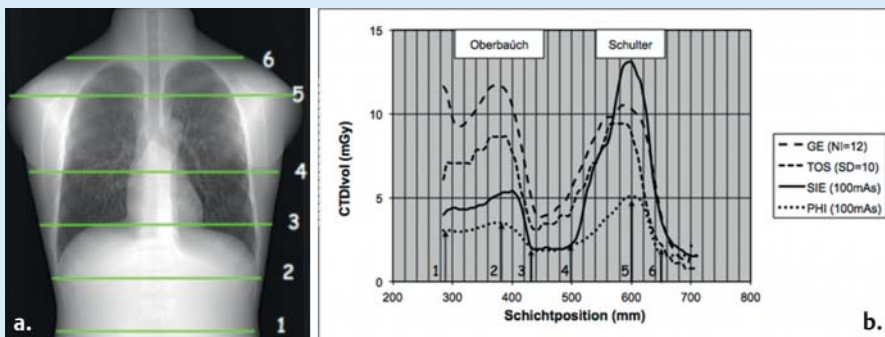 6
5
4
3
2
1
a.
Oberbaúch
Schulter
15
10
5
0
CTDIvol (mGy)
1
2
3
4
5
6
200
300
400
500
600
700
800
Schichtposition (mm)
GE (NI=12)
TOS (SD=10)
SIE (100mAs)
PHI (100mAs)
b.